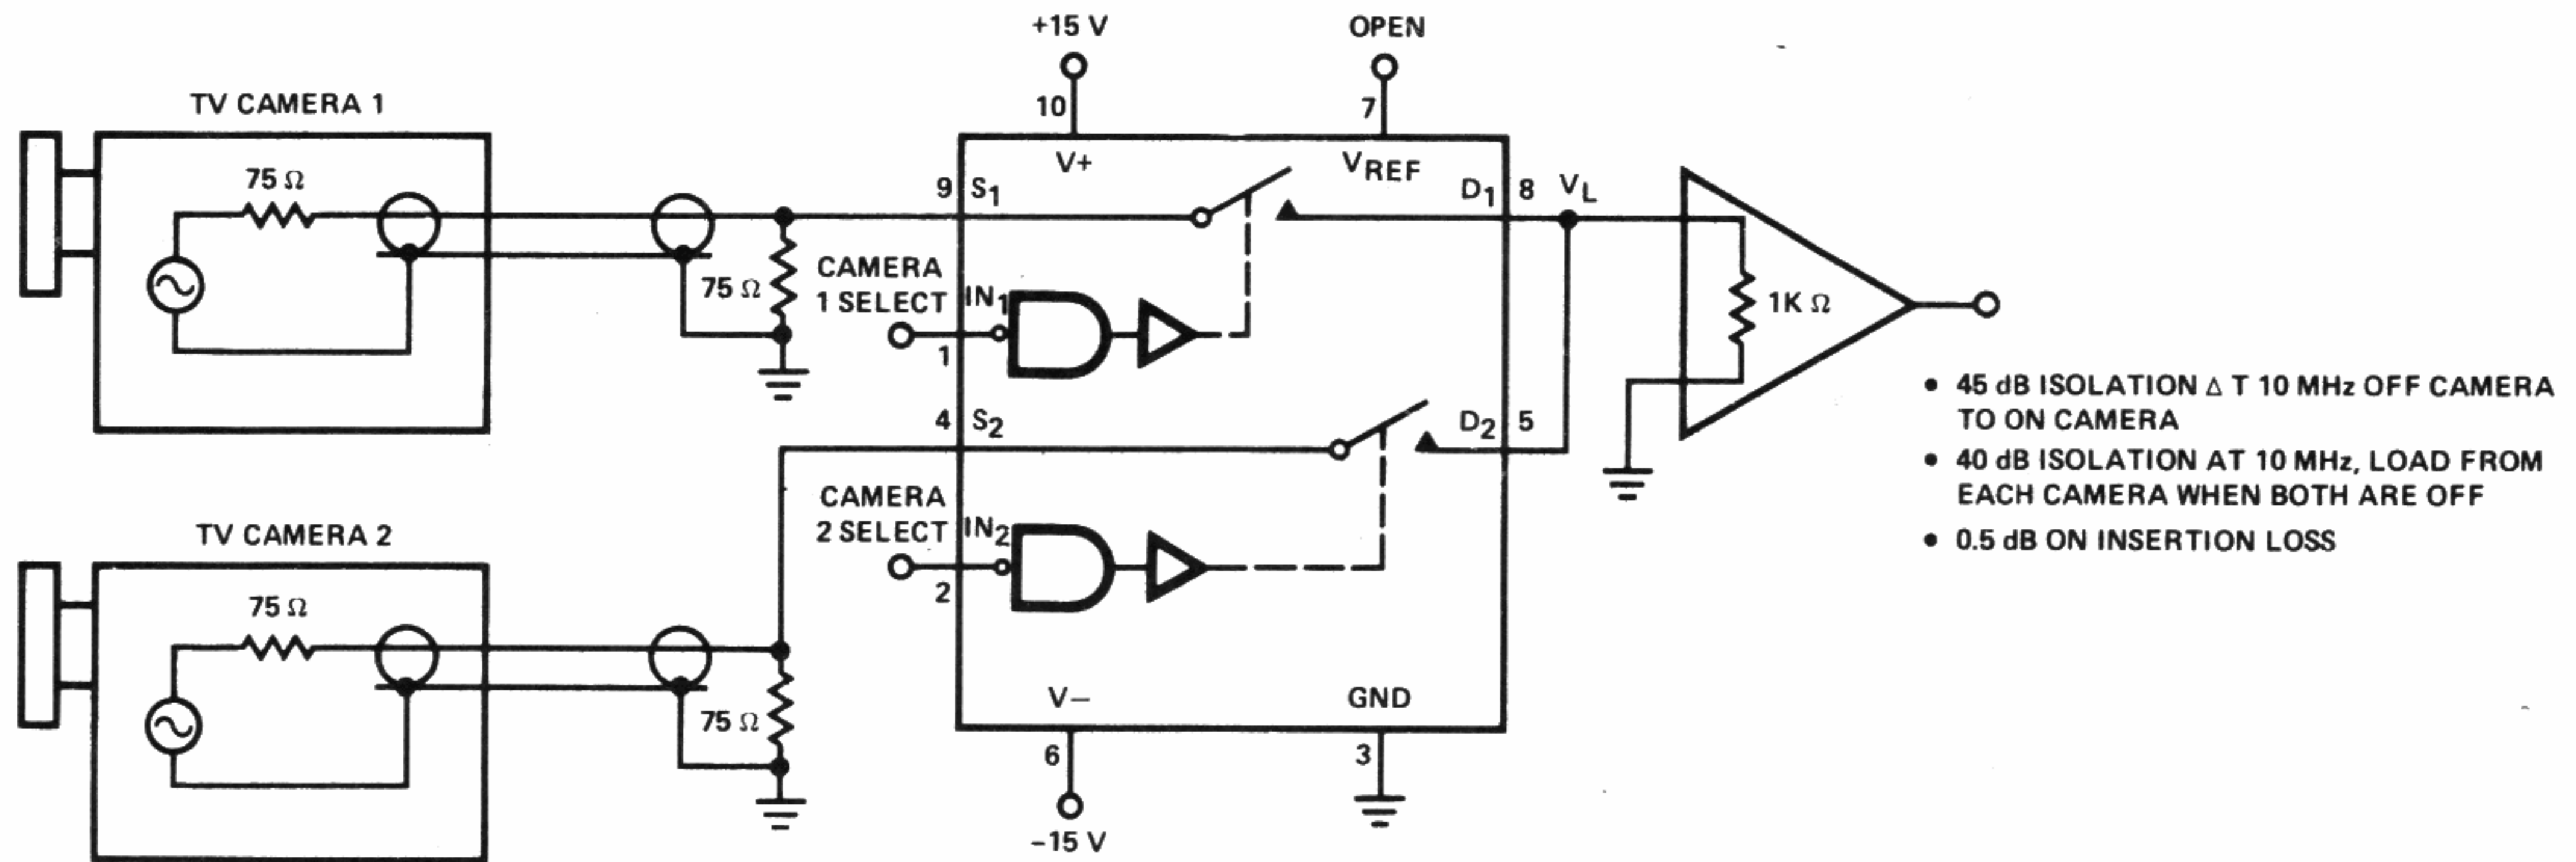 +15 V
OPEN
10
7
TV CAMERA 1
75 Ω
75 Ω
V+
VREF
9
S1
D1
8
VL
CAMERA
1 SELECT
IN1
1
1K Ω
4
S2
D2
5
CAMERA
2 SELECT
IN2
2
TV CAMERA 2
75 Ω
75 Ω
V–
GND
6
3
–15 V
• 45 dB ISOLATION Δ T 10 MHz OFF CAMERA
TO ON CAMERA
• 40 dB ISOLATION AT 10 MHz, LOAD FROM
EACH CAMERA WHEN BOTH ARE OFF
• 0.5 dB ON INSERTION LOSS